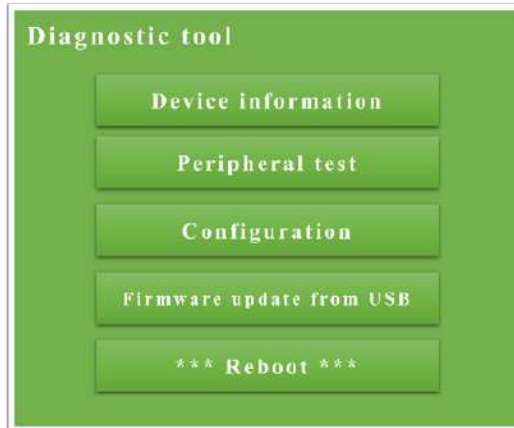 Diagnostic tool
Device information
Peripheral test
Configuration
Firmware update from USB
*** Reboot ***